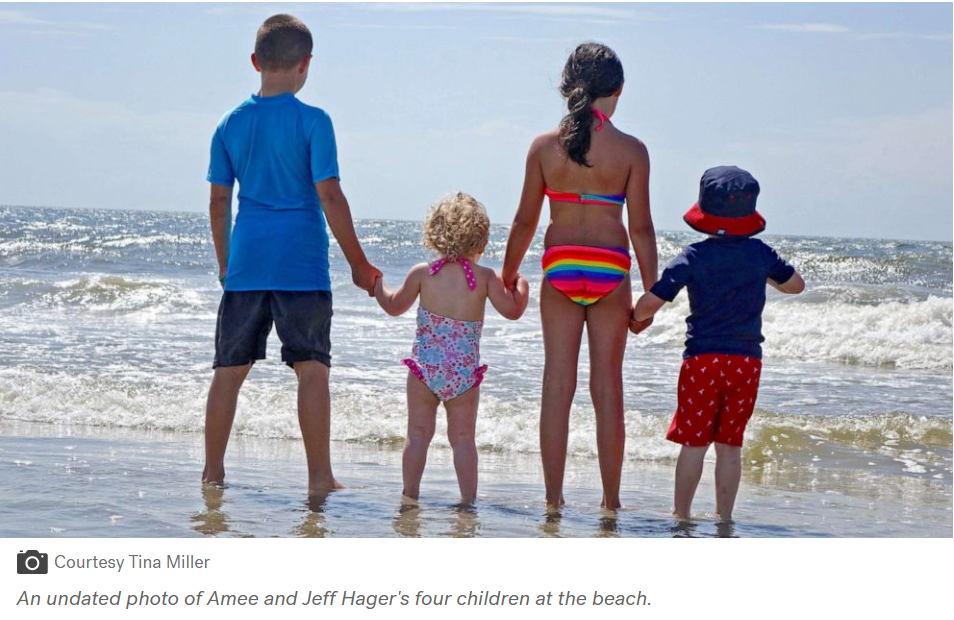 Courtesy Tina Miller
An undated photo of Amee and Jeff Hager's four children at the beach.